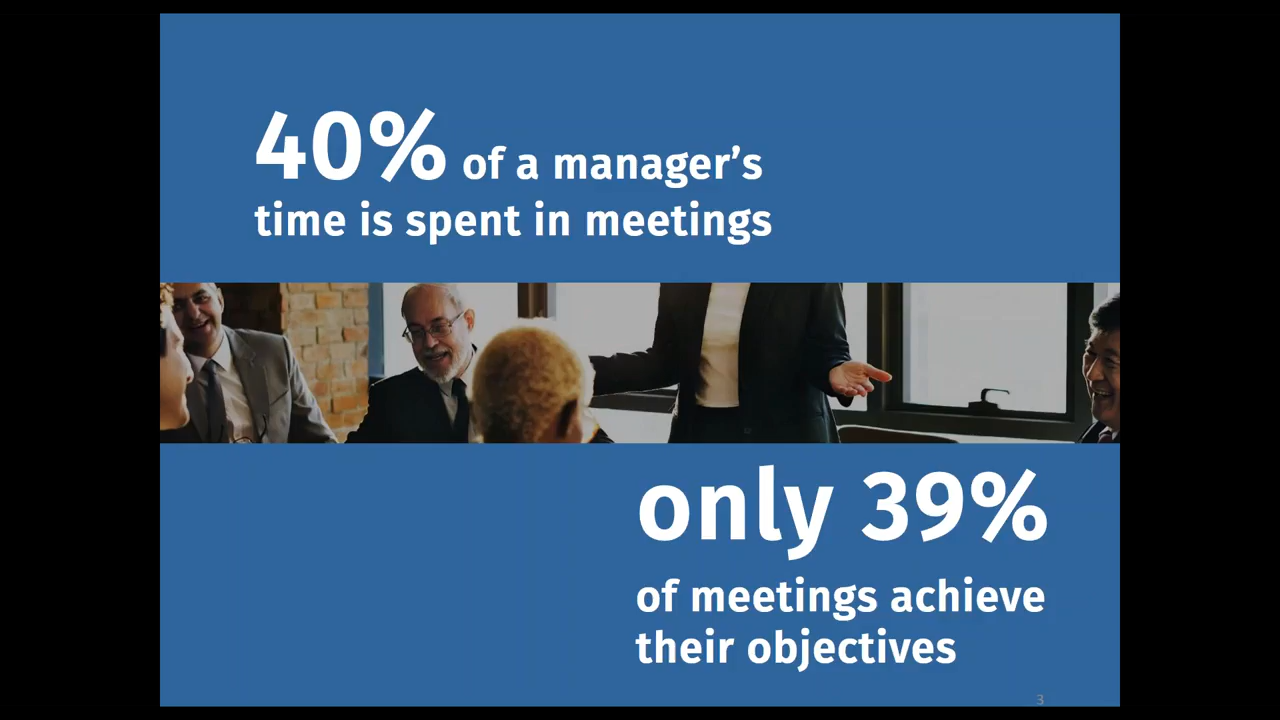 40% of a manager’s
time is spent in meetings
only 39%
of meetings achieve
their objectives
3